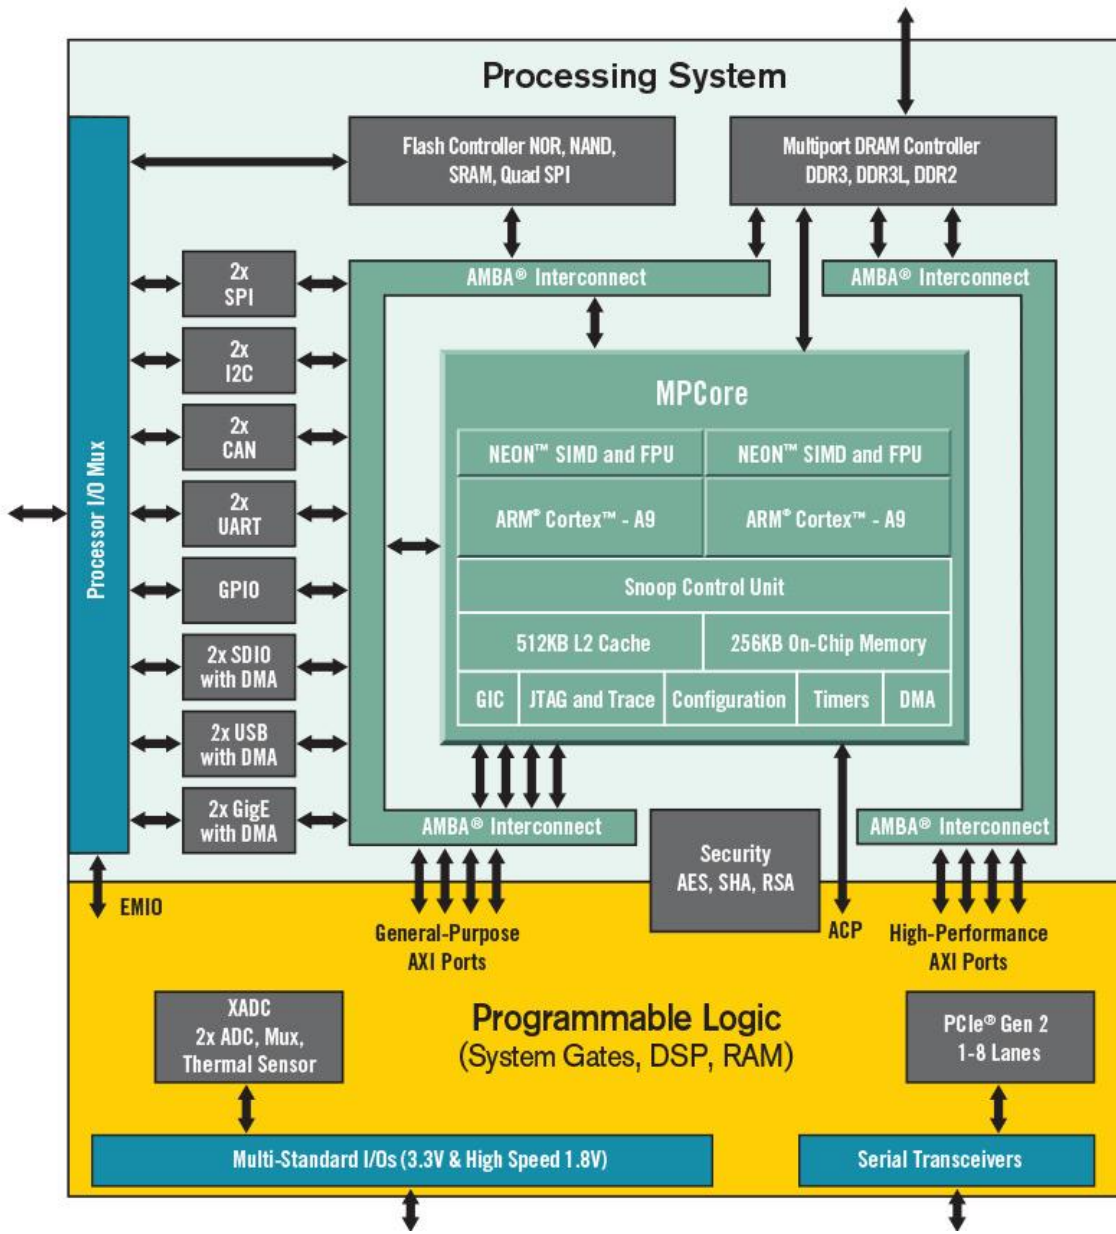 Processing System
Flash Controller NOR, NAND,
SRAM, Quad SPI
Multiport DRAM Controller
DDR3, DDR3L, DDR2
AMBA® Interconnect
AMBA® Interconnect
Processor I/O Mux
2x
SPI
2x
I2C
2x
CAN
2x
UART
GPIO
2x SDIO
with DMA
2x USB
with DMA
2x GigE
with DMA
MPCore
NEON™ SIMD and FPU
NEON™ SIMD and FPU
ARM® Cortex™ - A9
ARM® Cortex™ - A9
Snoop Control Unit
512KB L2 Cache
256KB On-Chip Memory
GIC
JTAG and Trace
Configuration
Timers
DMA
AMBA® Interconnect
AMBA® Interconnect
Security
AES, SHA, RSA
EMIO
General-Purpose
AXI Ports
ACP
High-Performance
AXI Ports
XADC
2x ADC, Mux,
Thermal Sensor
Programmable Logic
(System Gates, DSP, RAM)
PCIe® Gen 2
1-8 Lanes
Multi-Standard I/Os (3.3V & High Speed 1.8V)
Serial Transceivers